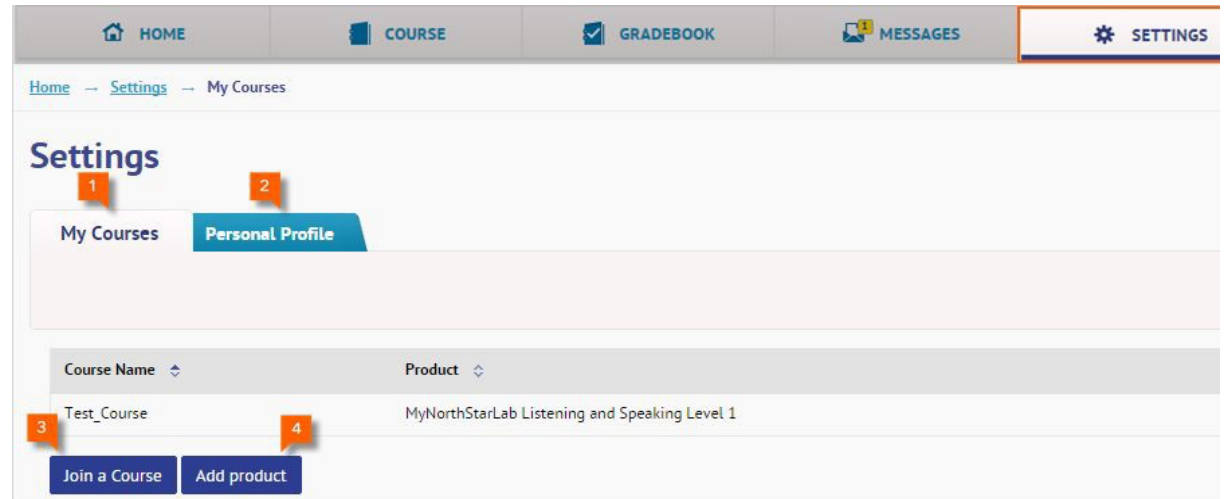 HOME COURSE GRADEBOOK 1 MESSAGES SETTINGS
Home → Settings → My Courses
Settings
1 2
My Courses Personal Profile
Course Name Product
Test_Course MyNorthStarLab Listening and Speaking Level 1
3 4
Join a Course Add product